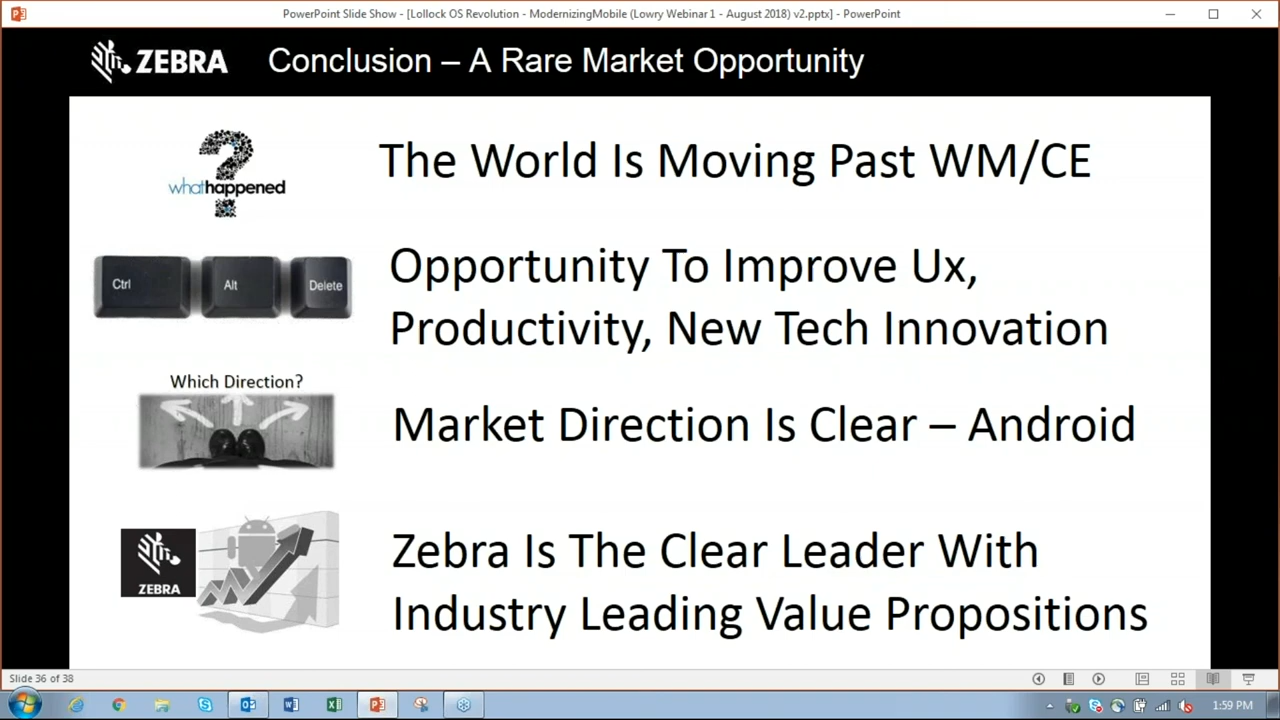 PowerPoint Slide Show - [Lollock OS Revolution - ModernizingMobile (Lowry Webinar 1 - August 2018) v2.pptx] - PowerPoint
ZEBRA
Conclusion – A Rare Market Opportunity
whathappened
The World Is Moving Past WM/CE
Ctrl
Alt
Delete
Opportunity To Improve Ux,
Productivity, New Tech Innovation
Which Direction?
Market Direction Is Clear – Android
ZEBRA
Zebra Is The Clear Leader With
Industry Leading Value Propositions
Slide 36 of 38
1:59 PM